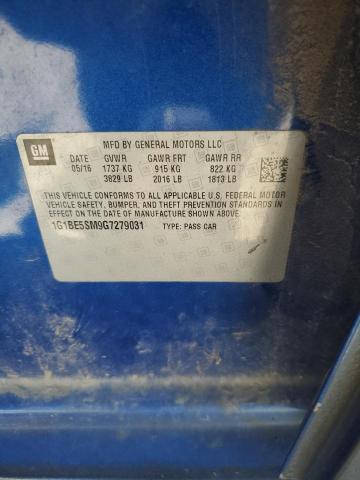 GM
MFD BY GENERAL MOTORS LLC
DATE GVWR GAWR FRT GAWR RR
05/16 1737 KG 915 KG 822 KG
3829 LB 2016 LB 1813 LB
THIS VEHICLE CONFORMS TO ALL APPLICABLE U.S. FEDERAL MOTOR
VEHICLE SAFETY, BUMPER, AND THEFT PREVENTION STANDARDS IN
EFFECT ON THE DATE OF MANUFACTURE SHOWN ABOVE.
1G1BE5SM9G7279031 TYPE: PASS CAR